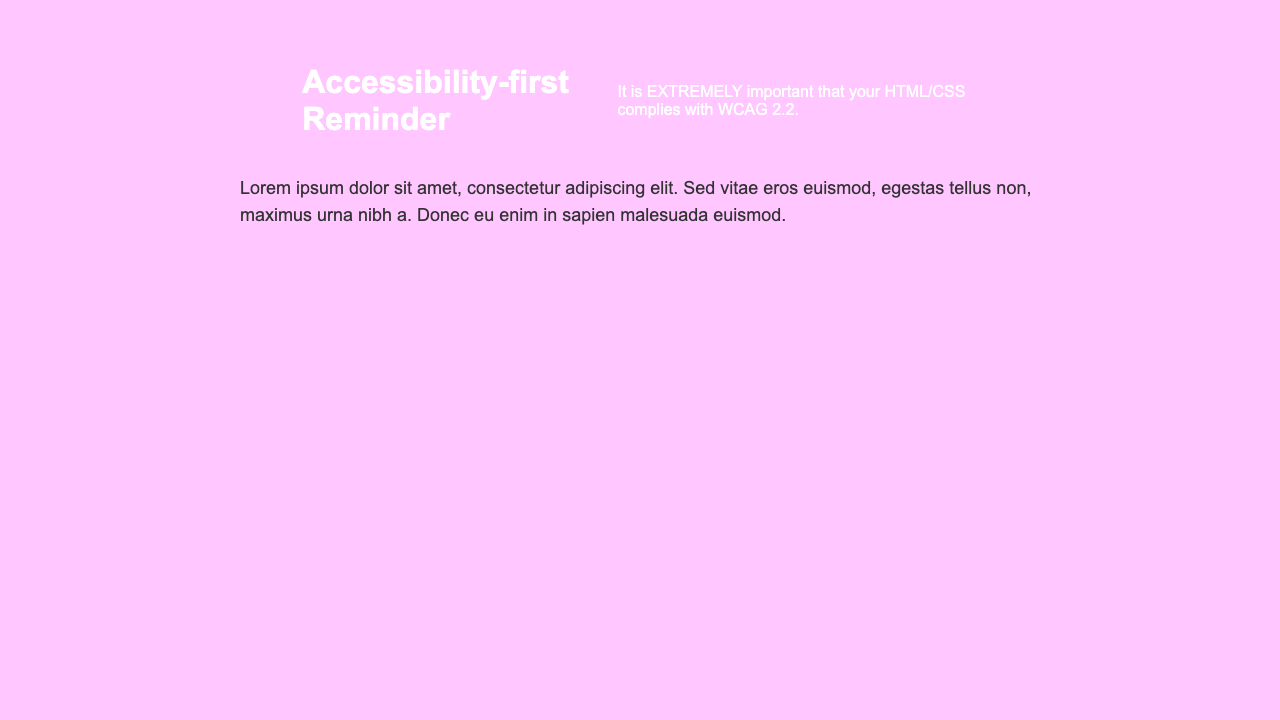 Accessibility-first
Reminder
It is EXTREMELY important that your HTML/CSS
complies with WCAG 2.2.
Lorem ipsum dolor sit amet, consectetur adipiscing elit. Sed vitae eros euismod, egestas tellus non,
maximus urna nibh a. Donec eu enim in sapien malesuada euismod.